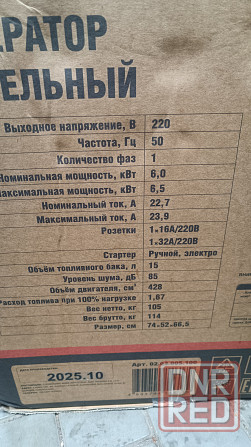 ЕРАТОР
ТЕЛЬНЫЙ
Выходное напряжение, В 220
Частота, Гц 50
Количество фаз 1
Номинальная мощность, кВт 6,0
Максимальная мощность, кВт 6,5
Номинальный ток, А 22,7
Максимальный ток, А 23,9
Розетки 1×16А/220В
1×32А/220В
Стартер Ручной, электро
Объём топливного бака, л 15
Уровень шума, дБ 85
Объём двигателя, см³ 428
Расход топлива при 100% нагрузке 1,87
Вес нетто, кг 105
Вес брутто, кг 114
Размер, см 74×52×66,5
2025.10
DNR
RED